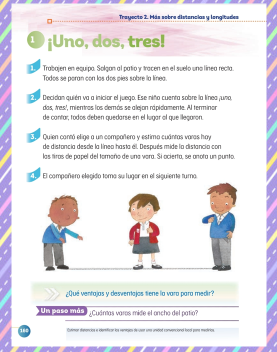 Trayecto 2. Más sobre distancias y longitudes
1 ¡Uno, dos, tres!
1. Trabajen en equipo. Salgan al patio y tracen en el suelo una línea recta.
Todos se paran con los dos pies sobre la línea.
2. Decidan quién va a iniciar el juego. Ese niño cuenta sobre la línea ¡uno,
dos, tres!, mientras los demás se alejan rápidamente. Al terminar
de contar, todos deben quedarse en el lugar al que llegaron.
3. Quien contó elige a un compañero y estima cuántas varas hay
de distancia desde la línea hasta él. Después mide la distancia con
las tiras de papel del tamaño de una vara. Si acierta, se anota un punto.
4. El compañero elegido toma su lugar en el siguiente turno.
¿Qué ventajas y desventajas tiene la vara para medir?
Un paso más ¿Cuántas varas mide el ancho del patio?
Estimar distancias e identificar las ventajas de usar una unidad convencional local para medirlas.